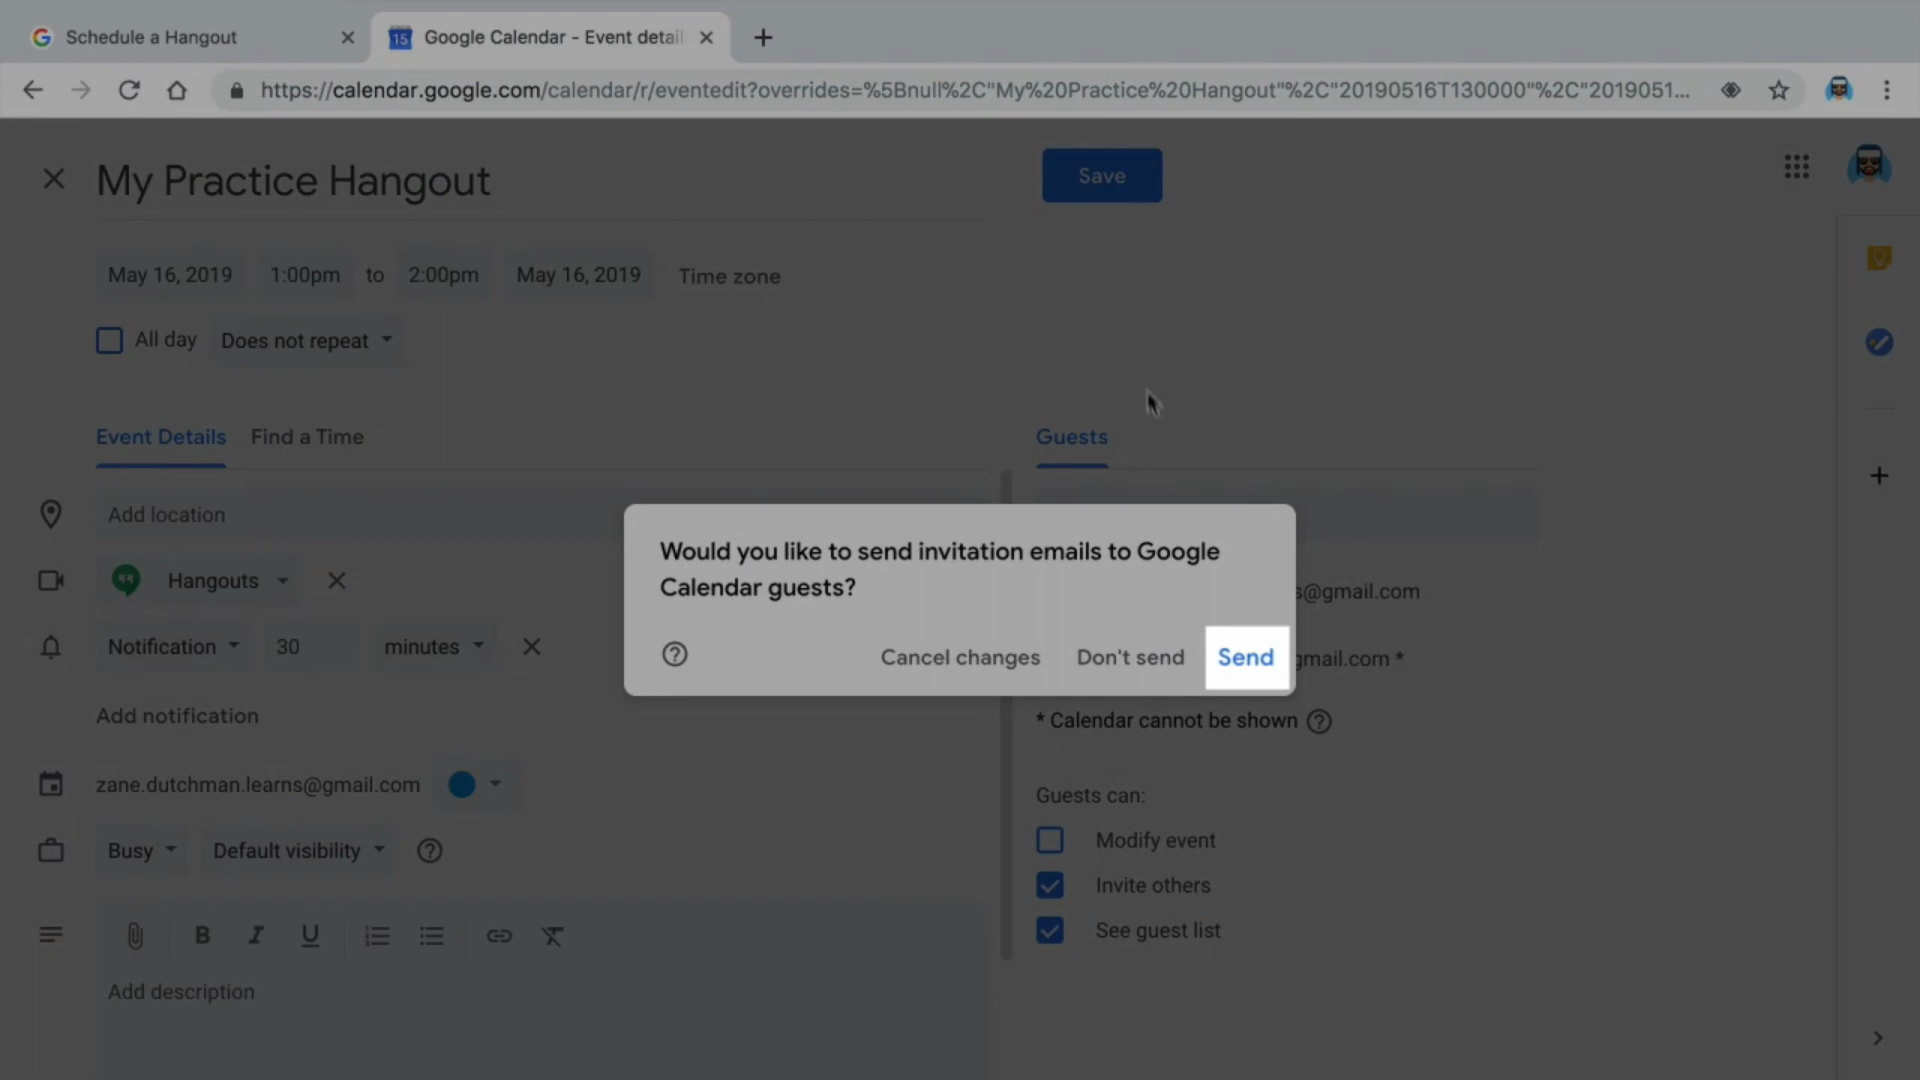 Schedule a Hangout
15 Google Calendar - Event detail
https://calendar.google.com/calendar/r/eventedit?overrides=%5Bnull%2C"My%20Practice%20Hangout"%2C"20190516T130000"%2C"2019051...
My Practice Hangout
Save
May 16, 2019 1:00pm to 2:00pm May 16, 2019 Time zone
All day Does not repeat
Event Details Find a Time
Guests
Add location
Would you like to send invitation emails to Google
Calendar guests?
Cancel changes Don't send Send
Hangouts
Notification 30 minutes
Add notification
zane.dutchman.learns@gmail.com
Busy Default visibility
B I U
Add description
s@gmail.com
gmail.com *
* Calendar cannot be shown
Guests can:
Modify event
Invite others
See guest list